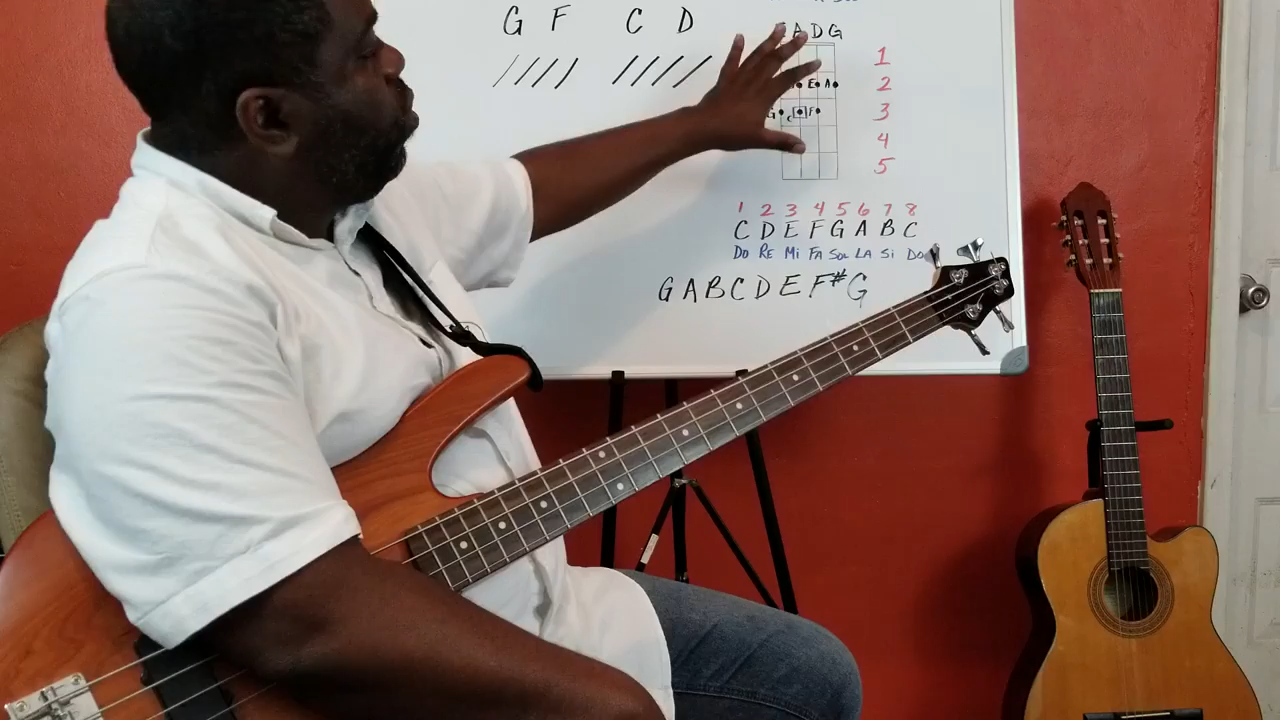 G F C D
A D G
1
E A 2
G C F 3
4
5
1 2 3 4 5 6 7 8
C D E F G A B C
DO RE Mi FA Sol LA Si Do
G A B C D E F# G